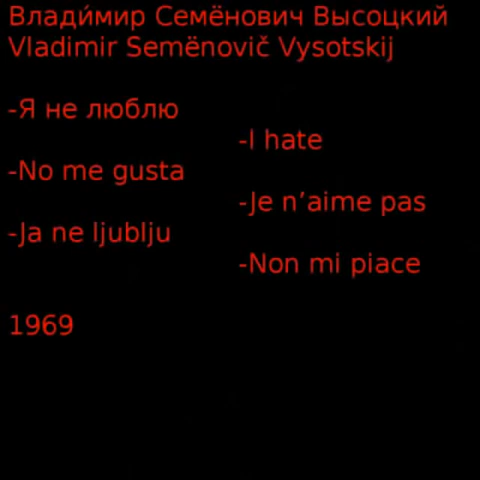 Влади́мир Семёнович Высоцкий
Vladimir Semënovič Vysotskij
-Я не люблю
-I hate
-No me gusta
-Je n’aime pas
-Ja ne ljublju
-Non mi piace
1969